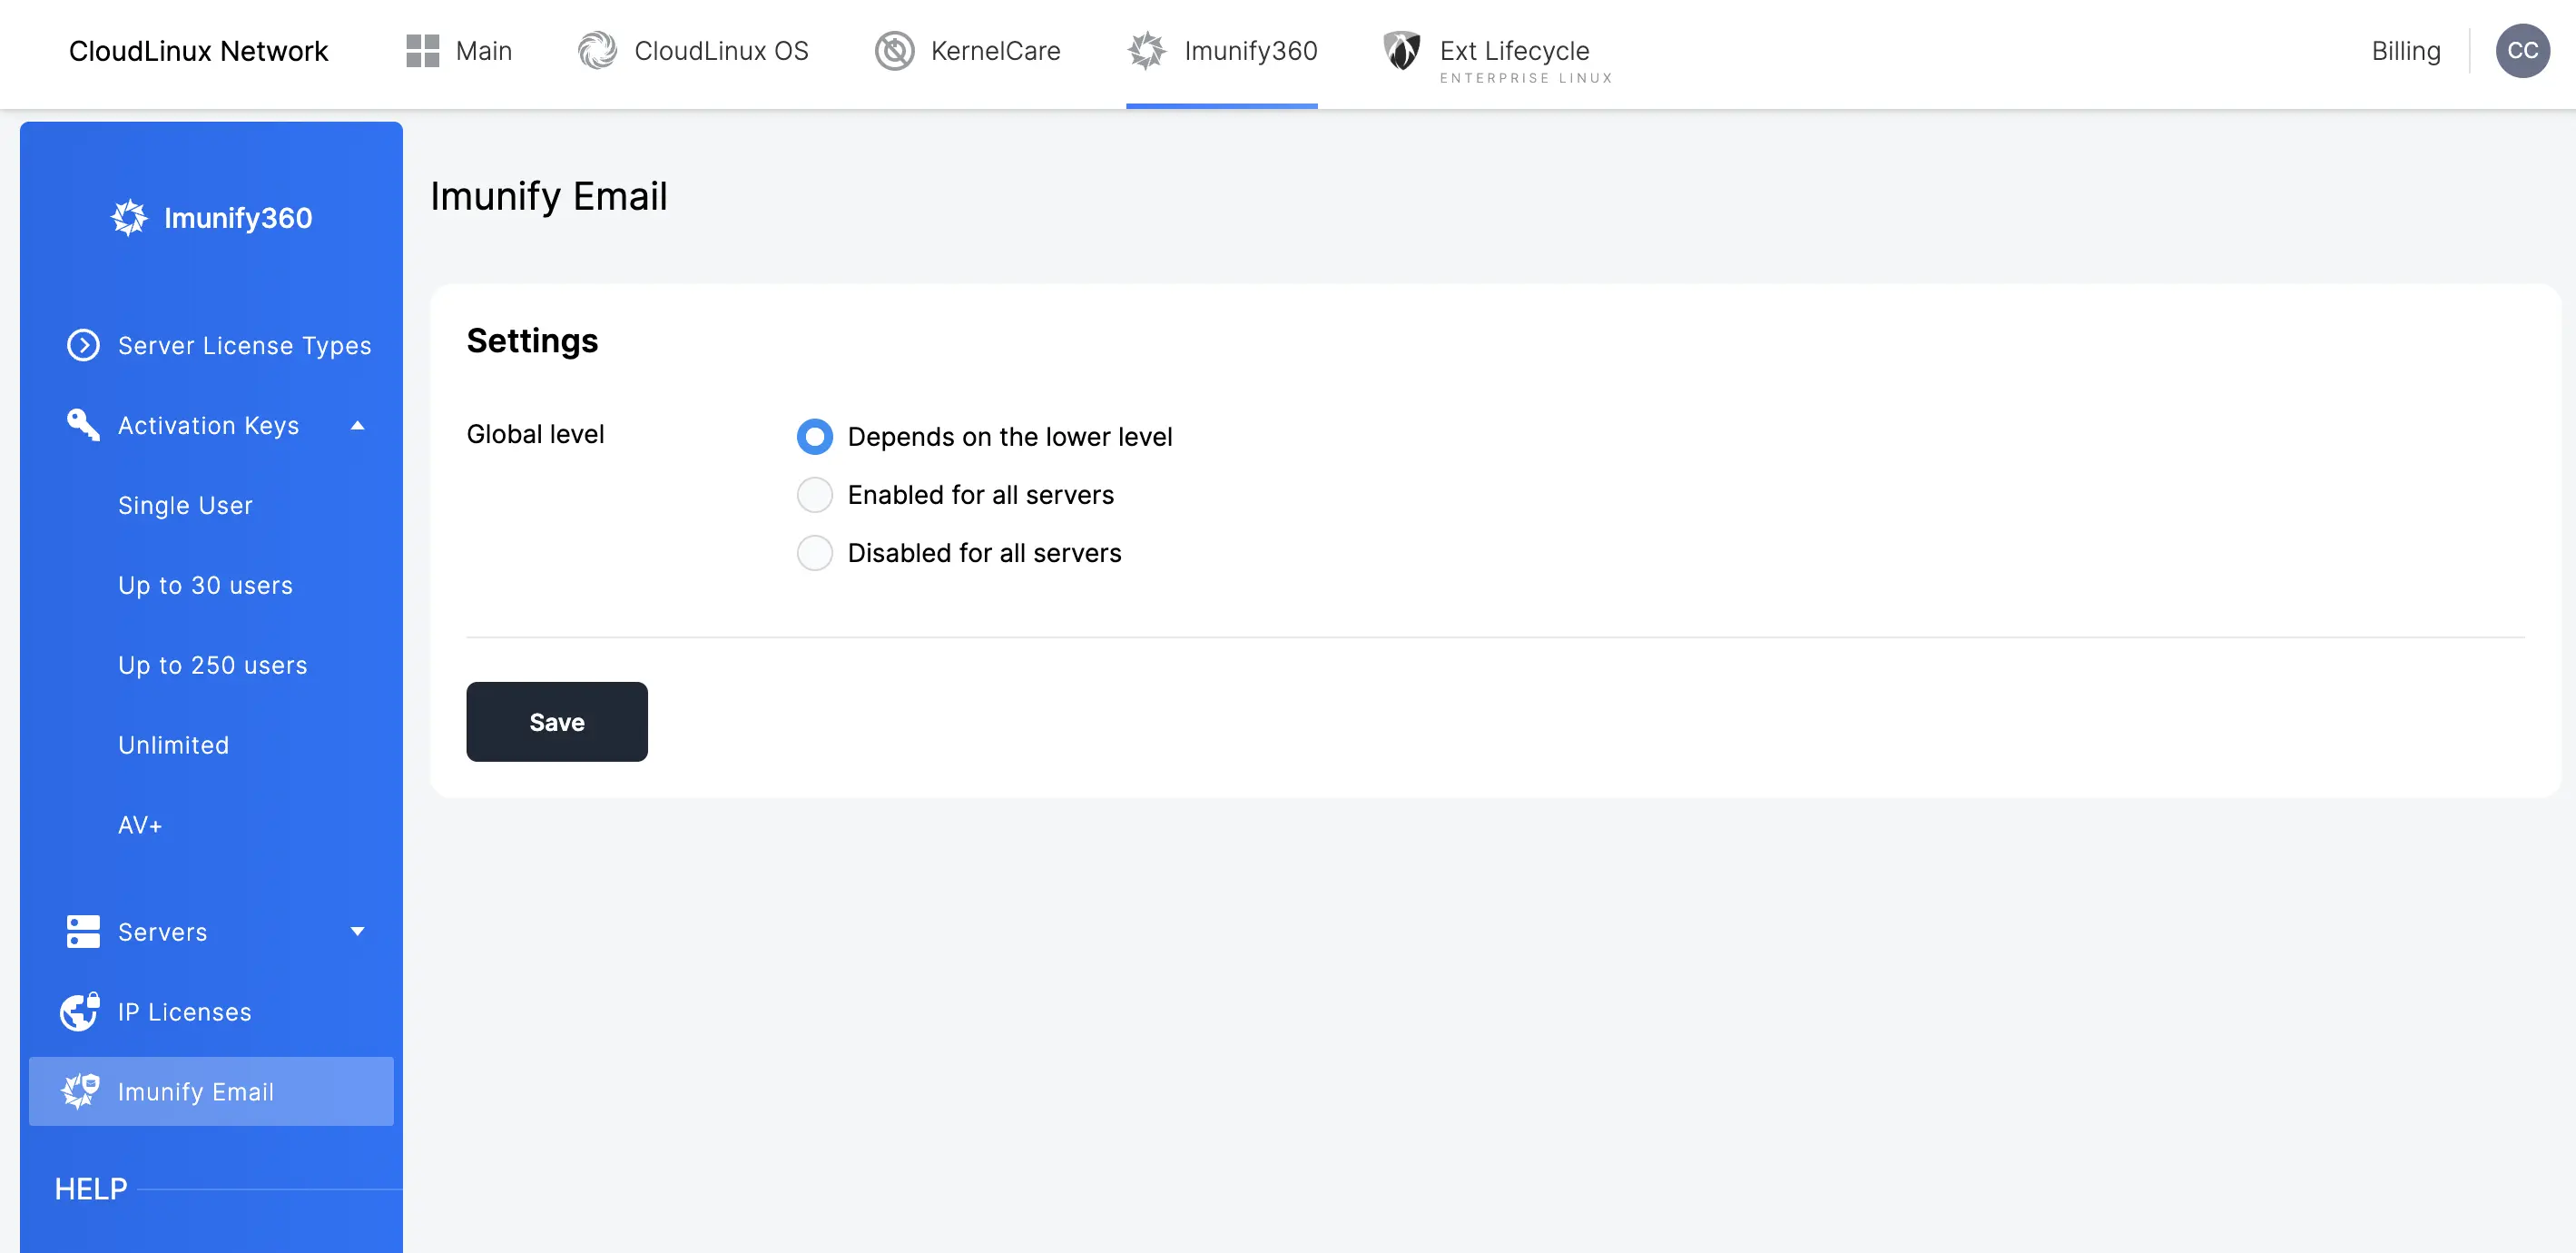 CloudLinux Network
Main
CloudLinux OS
KernelCare
Imunify360
Ext Lifecycle
ENTERPRISE LINUX
Billing
CC
Imunify360
Server License Types
Activation Keys
Single User
Up to 30 users
Up to 250 users
Unlimited
AV+
Servers
IP Licenses
Imunify Email
HELP
Imunify Email
Settings
Global level
Depends on the lower level
Enabled for all servers
Disabled for all servers
Save